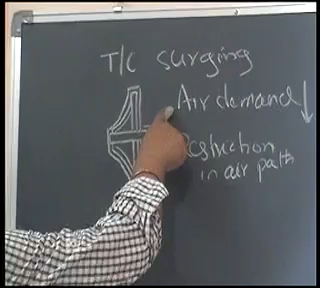 T/C surging
Air demand ↓
Restriction
in air path